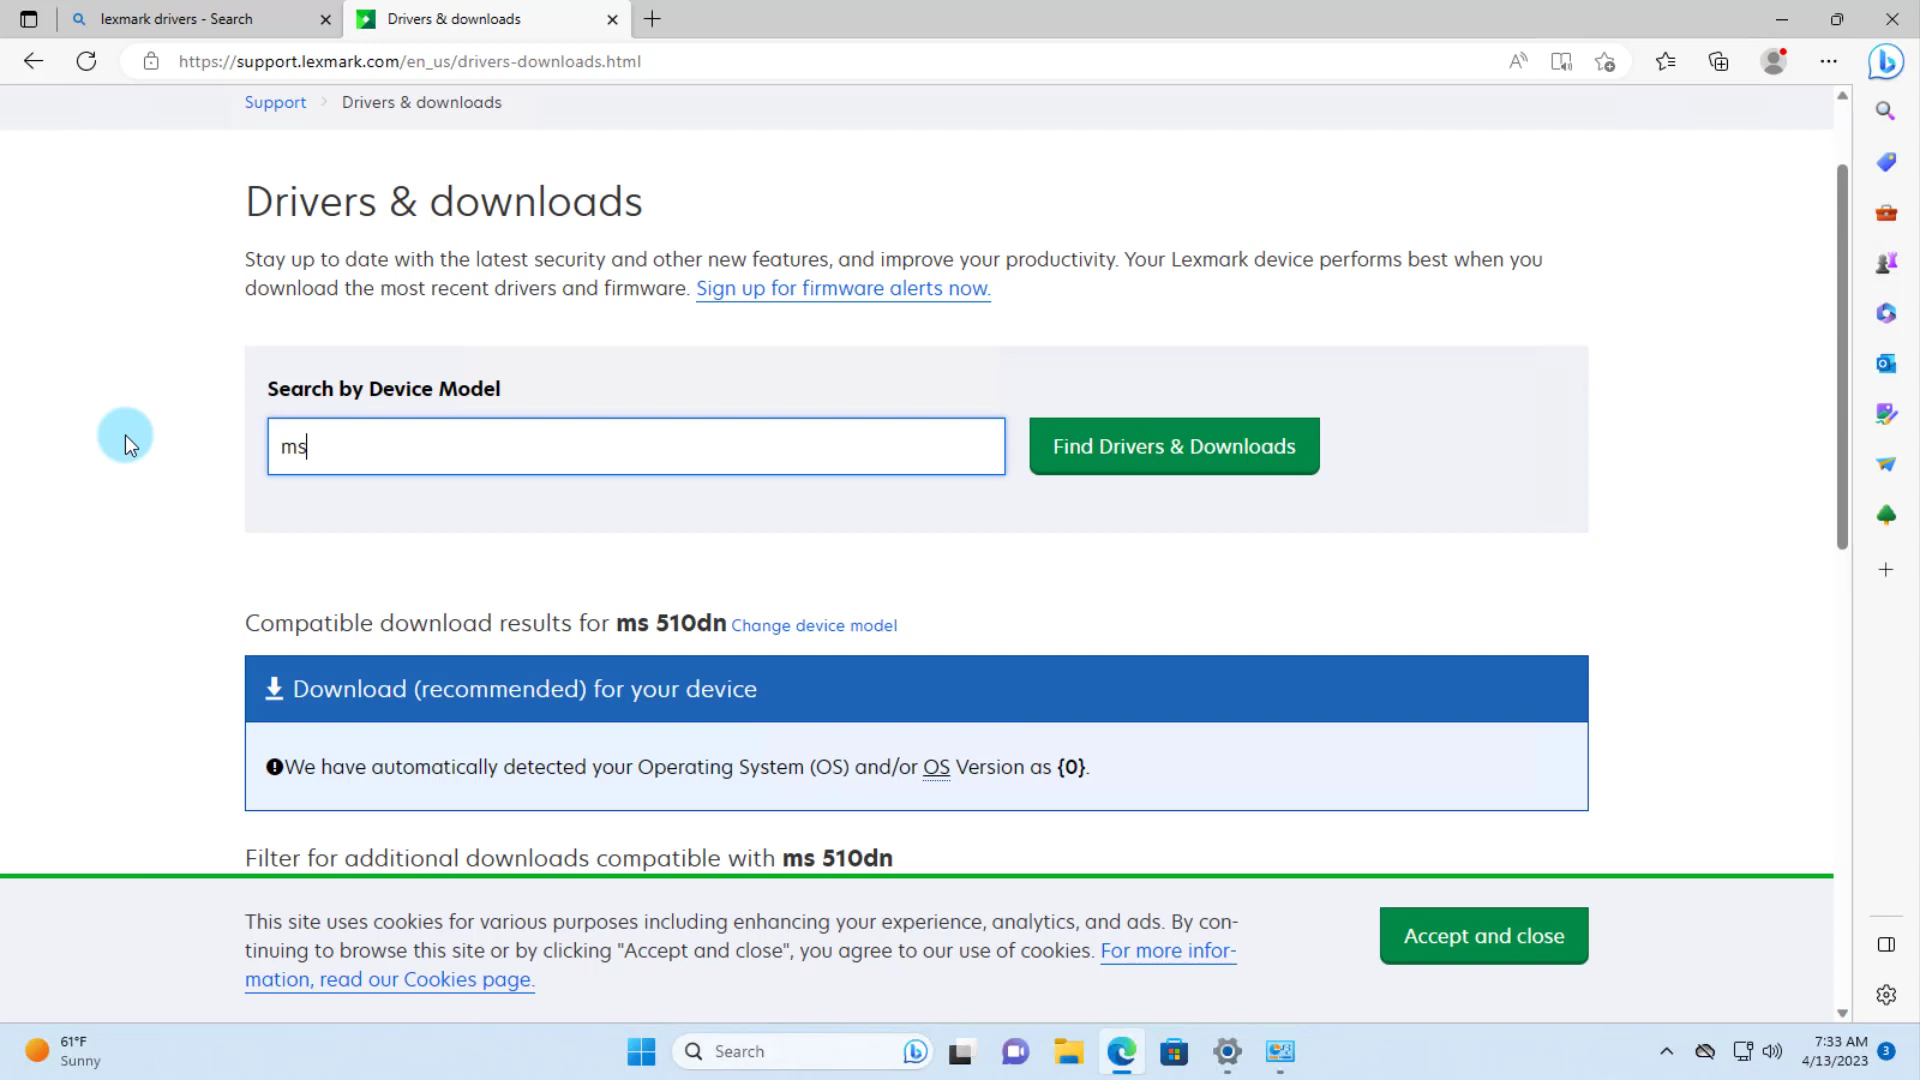 lexmark drivers - Search
Drivers & downloads
https://support.lexmark.com/en_us/drivers-downloads.html
Support > Drivers & downloads
Drivers & downloads
Stay up to date with the latest security and other new features, and improve your productivity. Your Lexmark device performs best when you
download the most recent drivers and firmware. Sign up for firmware alerts now.
Search by Device Model
ms
Find Drivers & Downloads
Compatible download results for ms 510dn Change device model
Download (recommended) for your device
We have automatically detected your Operating System (OS) and/or OS Version as {0}.
Filter for additional downloads compatible with ms 510dn
This site uses cookies for various purposes including enhancing your experience, analytics, and ads. By con-
tinuing to browse this site or by clicking "Accept and close", you agree to our use of cookies. For more infor-
mation, read our Cookies page.
Accept and close
61°F
Sunny
Search
7:33 AM
4/13/2023
3